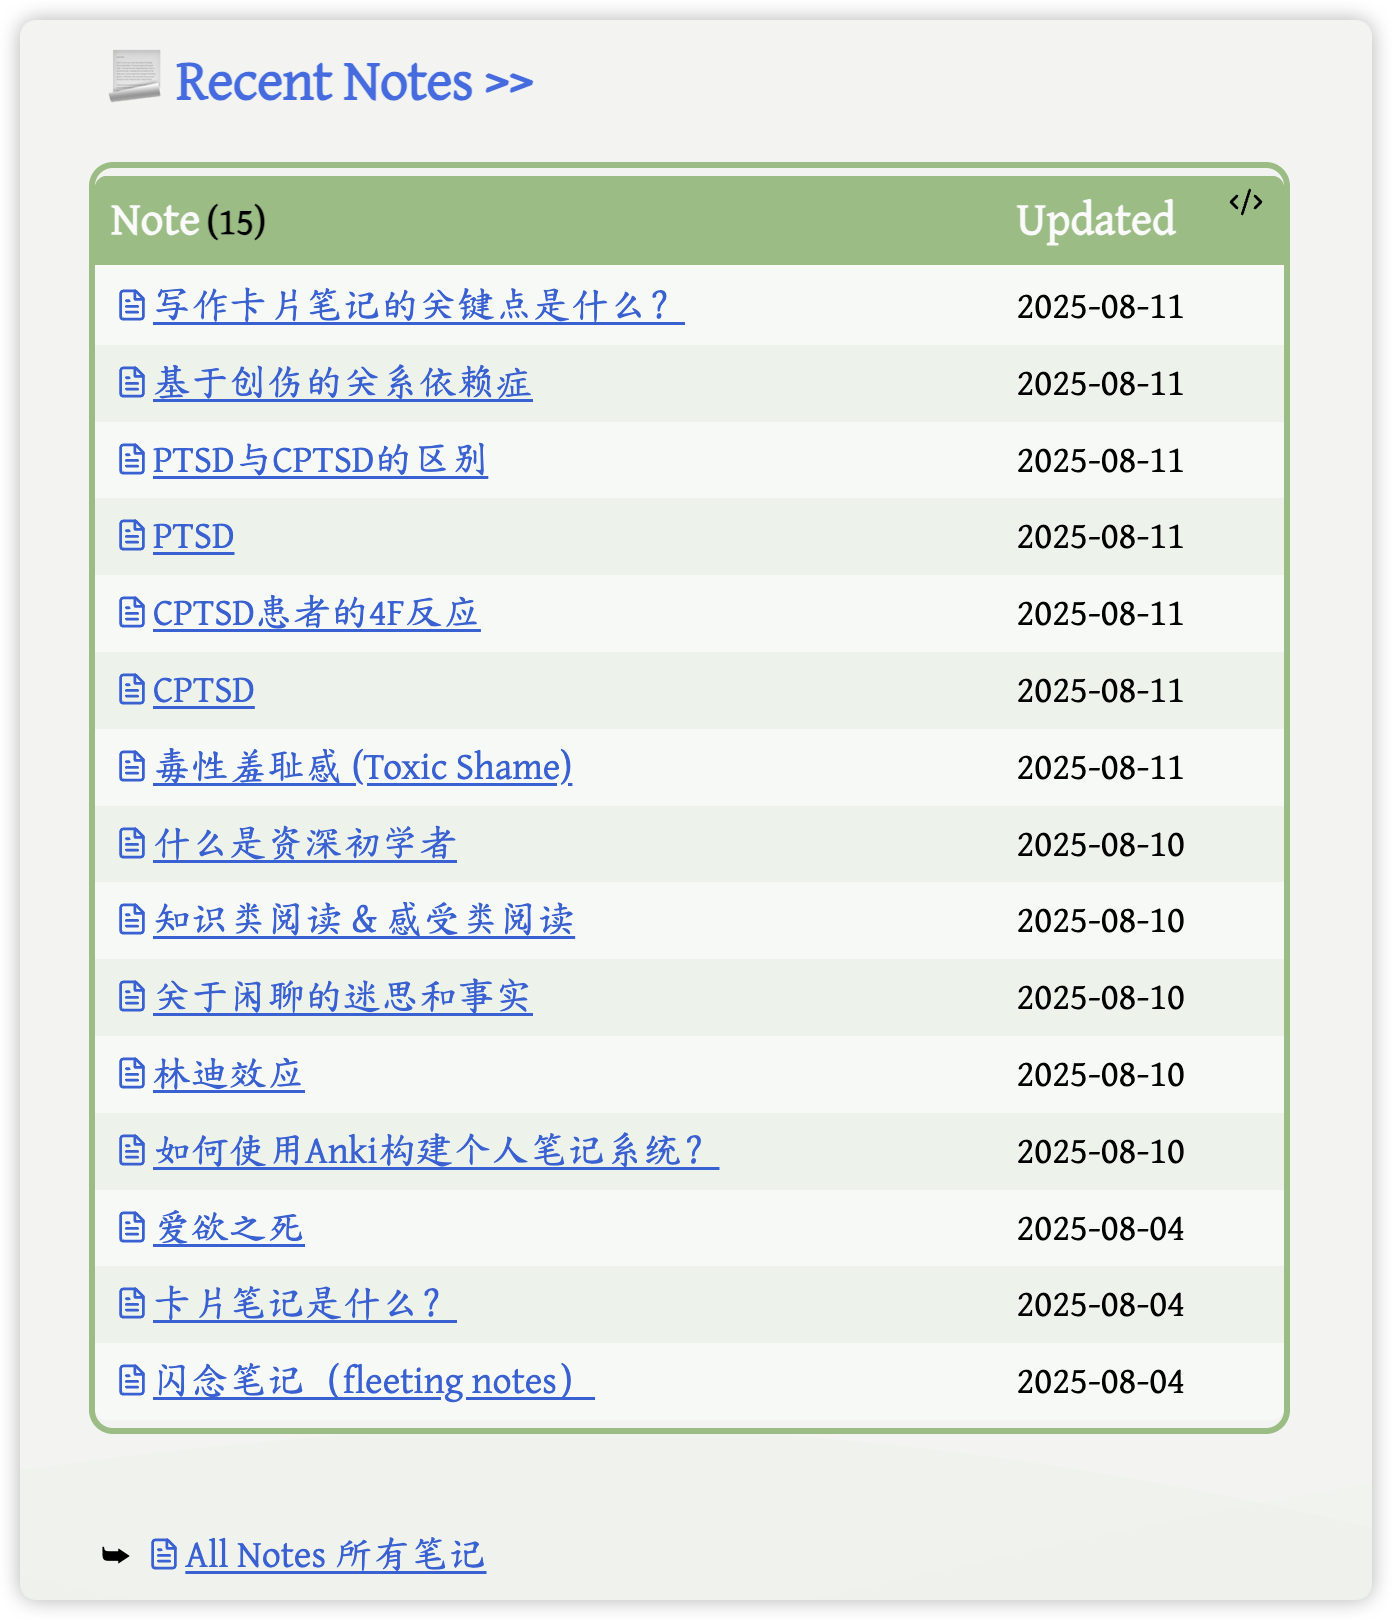 Recent Notes >>
Note (15) Updated </>
写作卡片笔记的关键点是什么？ 2025-08-11
基于创伤的关系依赖症 2025-08-11
PTSD与CPTSD的区别 2025-08-11
PTSD 2025-08-11
CPTSD患者的4F反应 2025-08-11
CPTSD 2025-08-11
毒性羞耻感 (Toxic Shame) 2025-08-11
什么是资深初学者 2025-08-10
知识类阅读 & 感受类阅读 2025-08-10
关于闲聊的迷思和事实 2025-08-10
林迪效应 2025-08-10
如何使用Anki构建个人笔记系统？ 2025-08-10
爱欲之死 2025-08-04
卡片笔记是什么？ 2025-08-04
闪念笔记（fleeting notes） 2025-08-04
➥ All Notes 所有笔记